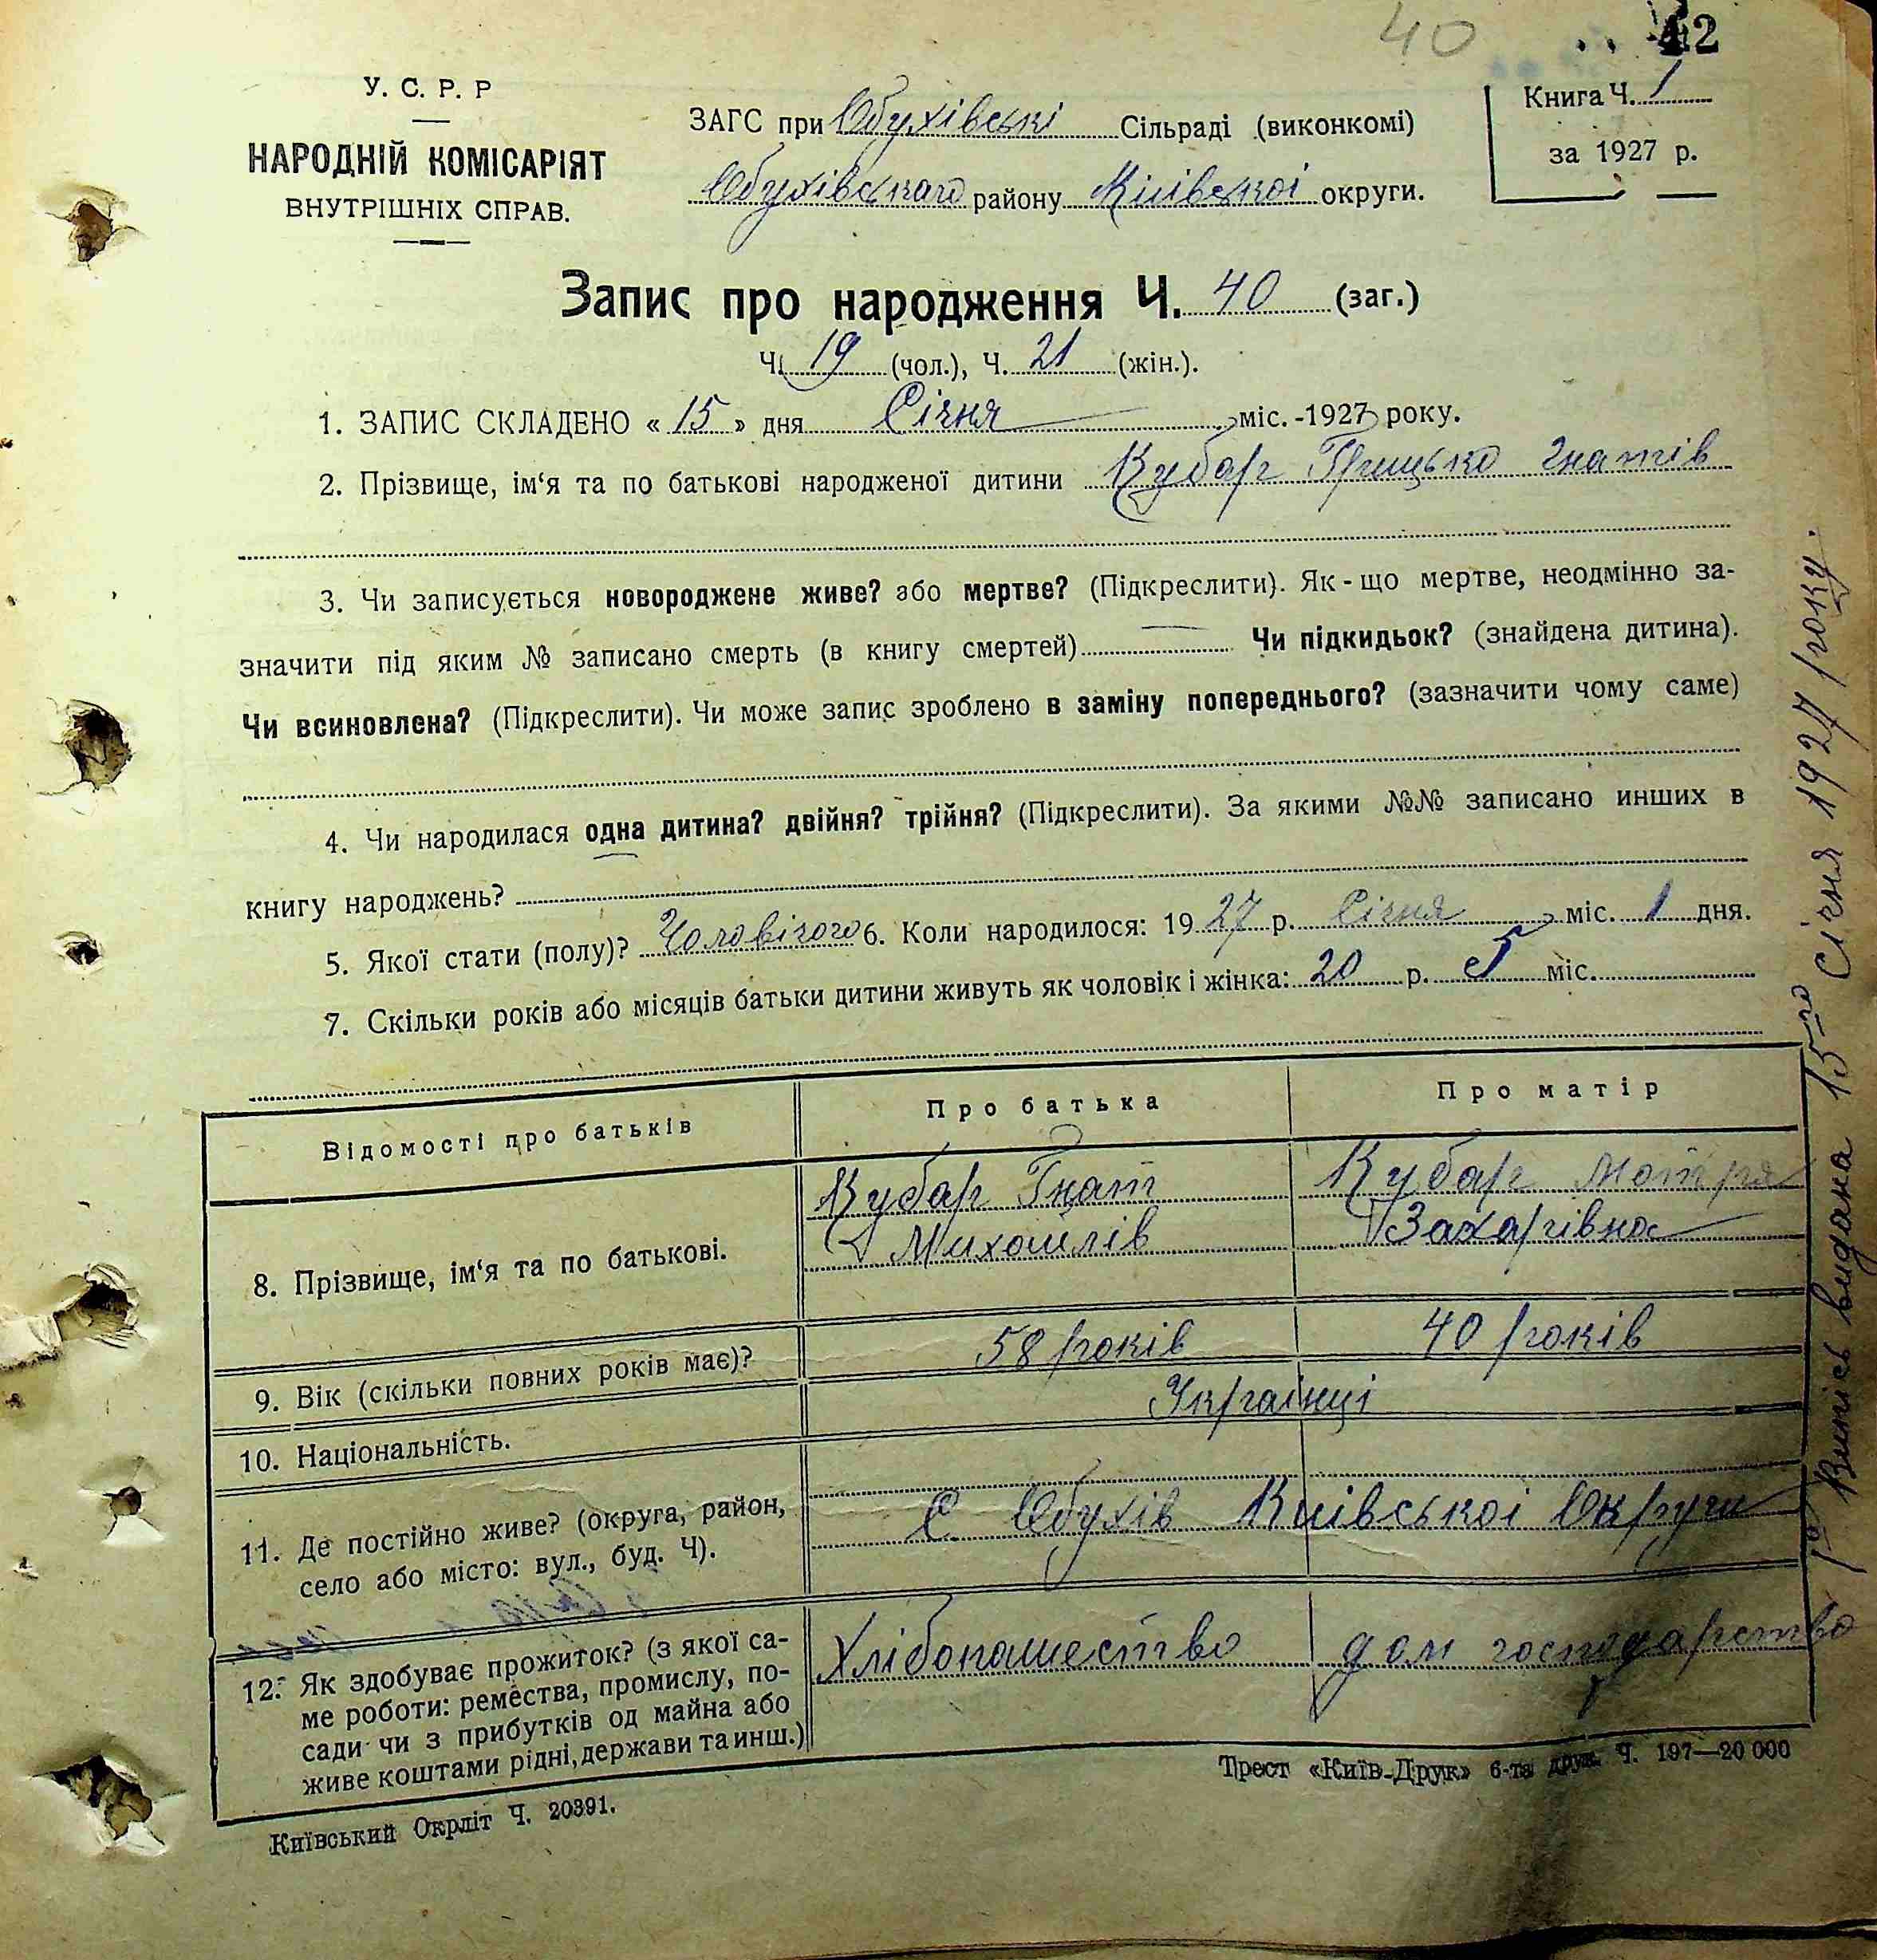 40
42
У. С. Р. Р
НАРОДНІЙ КОМІСАРІЯТ
ВНУТРІШНІХ СПРАВ.
ЗАГС при Обухівські Сільраді (виконкомі)
Обухівського району Київської округи.
Книга Ч. 1
за 1927 р.
Запис про народження Ч. 40 (заг.)
Ч. 19 (чол.), Ч. 21 (жін.).
1. ЗАПИС СКЛАДЕНО «15» дня Січня міс.-1927 року.
2. Прізвище, ім‘я та по батькові народженої дитини Кубар Грицько Гнатів
3. Чи записується новороджене живе? або мертве? (Підкреслити). Як-що мертве, неодмінно за-
значити під яким № записано смерть (в книгу смертей) — Чи підкидьок? (знайдена дитина).
Чи всиновлена? (Підкреслити). Чи може запис зроблено в заміну попереднього? (зазначити чому саме)
4. Чи народилася одна дитина? двійня? трійня? (Підкреслити). За якими №№ записано инших в
книгу народжень?
5. Якої стати (полу)? Чоловічого 6. Коли народилося: 1927 р. Січня міс. 1 дня.
7. Скільки років або місяців батьки дитини живуть як чоловік і жінка: 20 р. 5 міс.
Відомості про батьків Про батька Про матір
8. Прізвище, ім‘я та по батькові. Кубар Гнат Кубар Мотря
Михайлів Захарівна
9. Вік (скільки повних років має)? 58 років 40 років
10. Національність. Українці
11. Де постійно живе? (округа, район,
село або місто: вул., буд. Ч). С. Обухів Київської Округи
12. Як здобуває прожиток? (з якої са-
ме роботи: ремества, промислу, по-
сади чи з прибутків од майна або
живе коштами рідні, держави та инш.)
Хлібопашество дом господарство
Київський Окрліт Ч. 20391.
Трест «Київ-Друк» 6-та друк. Ч. 197—20 000
Випись видана 15-го Січня 1927 року.